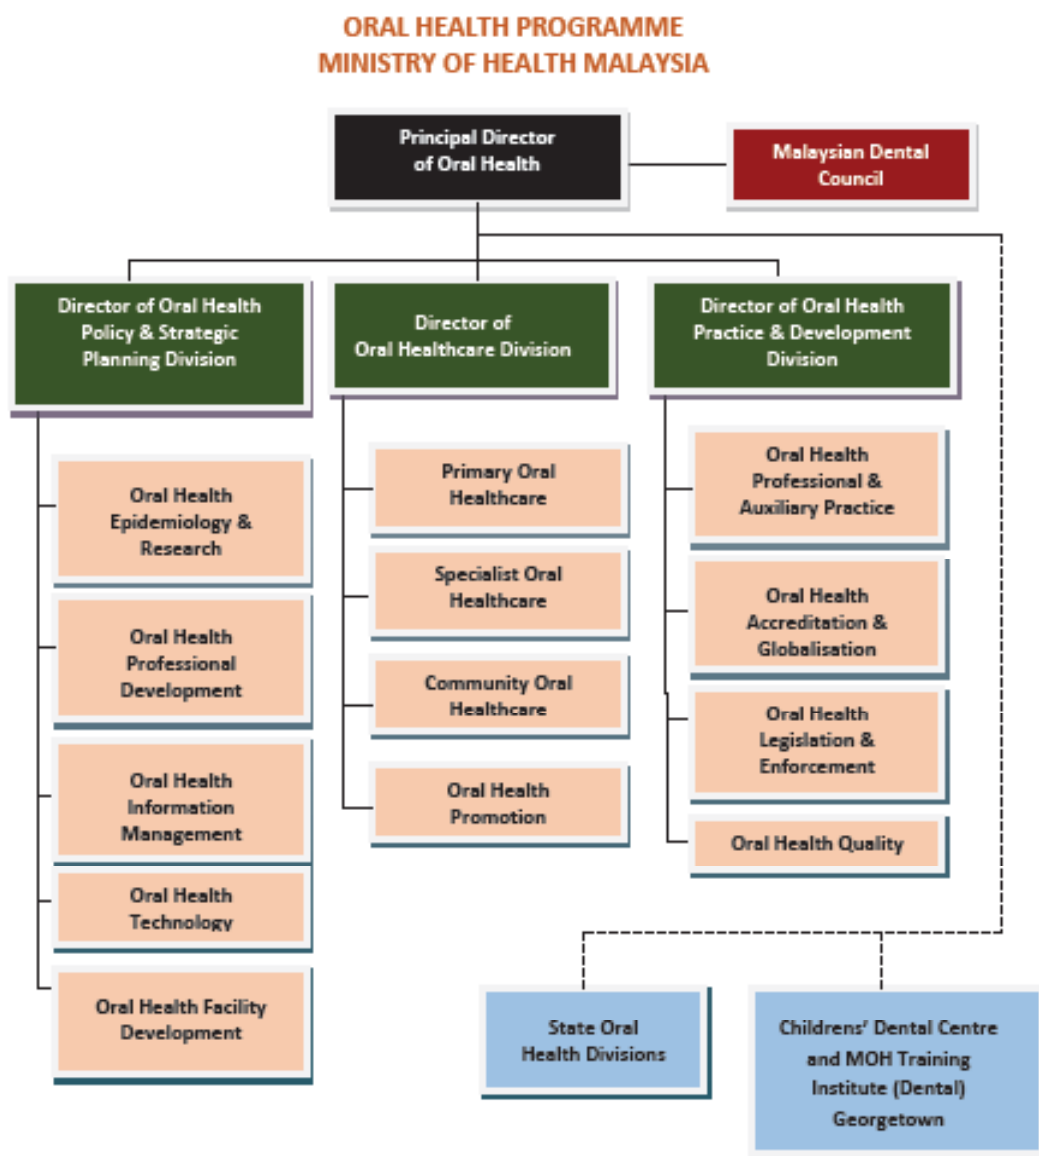 ORAL HEALTH PROGRAMME
MINISTRY OF HEALTH MALAYSIA
Principal Director
of Oral Health
Malaysian Dental
Council
Director of Oral Health
Policy & Strategic
Planning Division
Director of
Oral Healthcare Division
Director of Oral Health
Practice & Development
Division
Oral Health
Epidemiology &
Research
Oral Health
Professional
Development
Oral Health
Information
Management
Oral Health
Technology
Oral Health Facility
Development
Primary Oral
Healthcare
Specialist Oral
Healthcare
Community Oral
Healthcare
Oral Health
Promotion
Oral Health
Professional &
Auxiliary Practice
Oral Health
Accreditation &
Globalisation
Oral Health
Legislation &
Enforcement
Oral Health Quality
State Oral
Health Divisions
Childrens’ Dental Centre
and MOH Training
Institute (Dental)
Georgetown